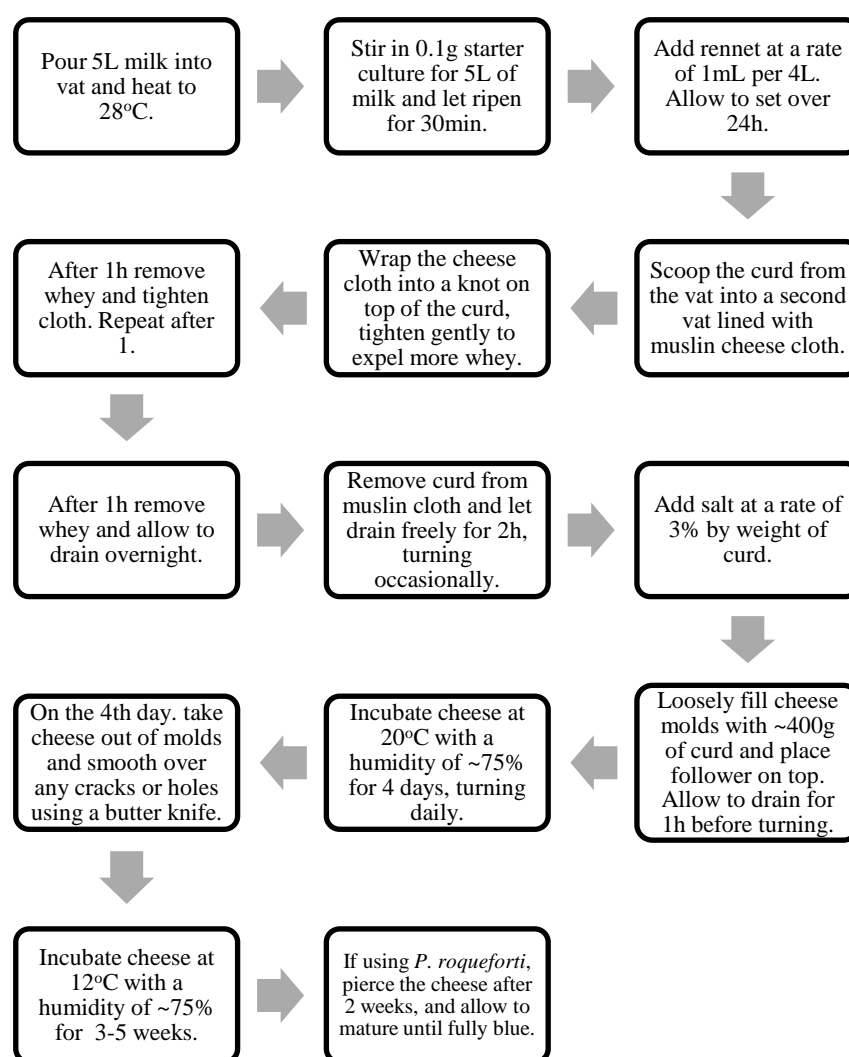 Pour 5L milk into
vat and heat to
28°C.
Stir in 0.1g starter
culture for 5L of
milk and let ripen
for 30min.
Add rennet at a rate
of 1mL per 4L.
Allow to set over
24h.
Scoop the curd from
the vat into a second
vat lined with
muslin cheese cloth.
Wrap the cheese
cloth into a knot on
top of the curd,
tighten gently to
expel more whey.
After 1h remove
whey and tighten
cloth. Repeat after
1.
After 1h remove
whey and allow to
drain overnight.
Remove curd from
muslin cloth and let
drain freely for 2h,
turning
occasionally.
Add salt at a rate of
3% by weight of
curd.
Loosely fill cheese
molds with ~400g
of curd and place
follower on top.
Allow to drain for
1h before turning.
Incubate cheese at
20°C with a
humidity of ~75%
for 4 days, turning
daily.
On the 4th day. take
cheese out of molds
and smooth over
any cracks or holes
using a butter knife.
Incubate cheese at
12°C with a
humidity of ~75%
for 3-5 weeks.
If using P. roqueforti,
pierce the cheese after
2 weeks, and allow to
mature until fully blue.